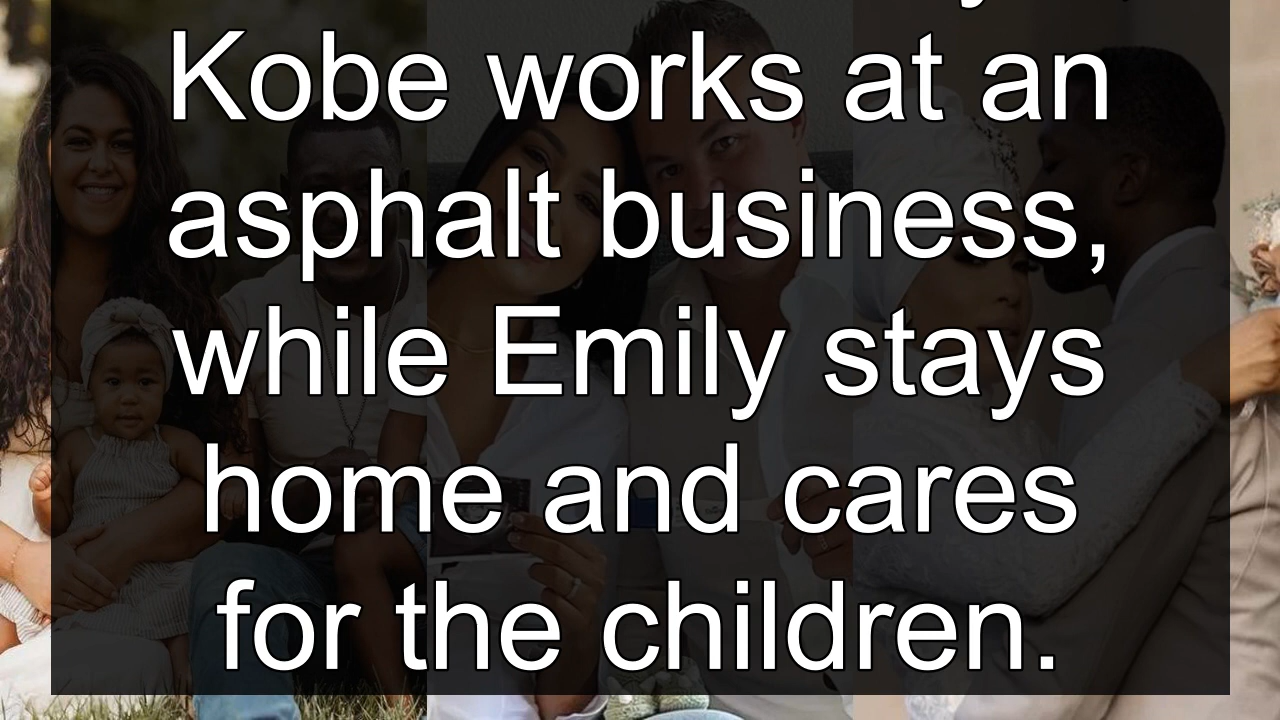 Kobe works at an
asphalt business,
while Emily stays
home and cares
for the children.